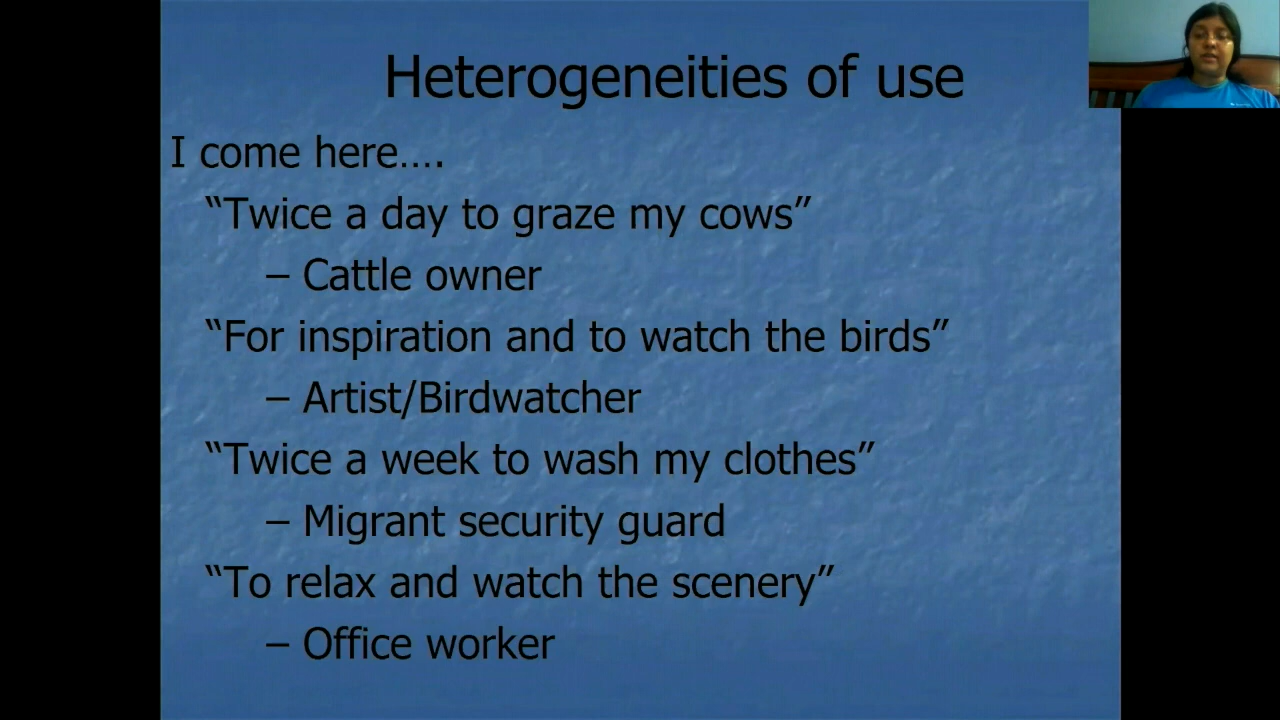 Heterogeneities of use
I come here….
“Twice a day to graze my cows”
– Cattle owner
“For inspiration and to watch the birds”
– Artist/Birdwatcher
“Twice a week to wash my clothes”
– Migrant security guard
“To relax and watch the scenery”
– Office worker